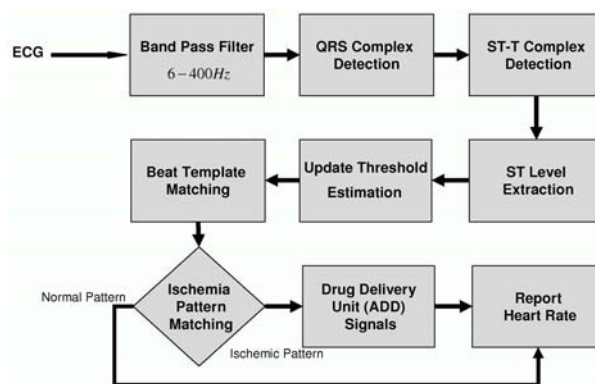 ECG
Band Pass Filter
6-400Hz
QRS Complex
Detection
ST-T Complex
Detection
Beat Template
Matching
Update Threshold
Estimation
ST Level
Extraction
Normal Pattern
Ischemia
Pattern
Matching
Ischemic Pattern
Drug Delivery
Unit (ADD)
Signals
Report
Heart Rate